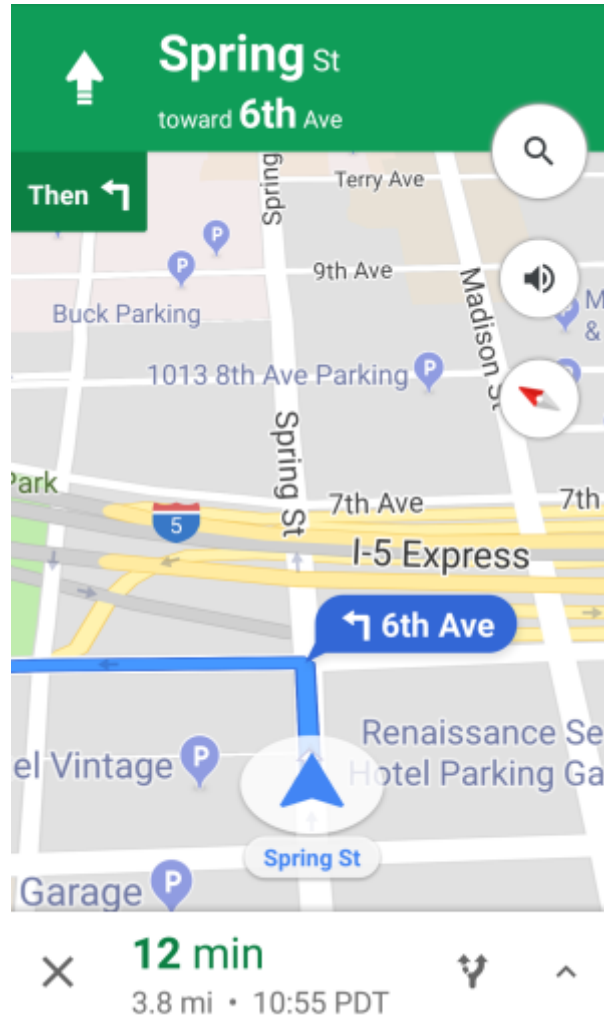 Spring St
toward 6th Ave
Then
Spring
Terry Ave
P
P
9th Ave
Madison St
M
&
Buck Parking
1013 8th Ave Parking P
Spring St
Park
7th Ave
7th
5
I-5 Express
6th Ave
Renaissance Se
Hotel Parking Ga
el Vintage P
Spring St
Garage P
12 min
3.8 mi • 10:55 PDT